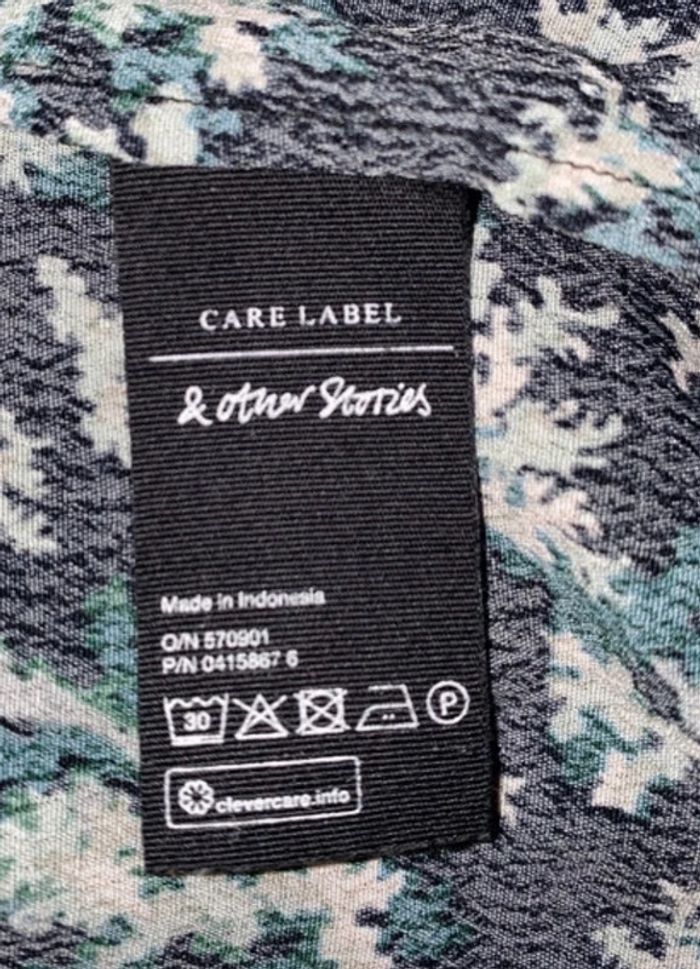 CARE LABEL
& other Stories
Made in Indonesia
O/N 570901
P/N 0415867 6
30 P
clevercare.info